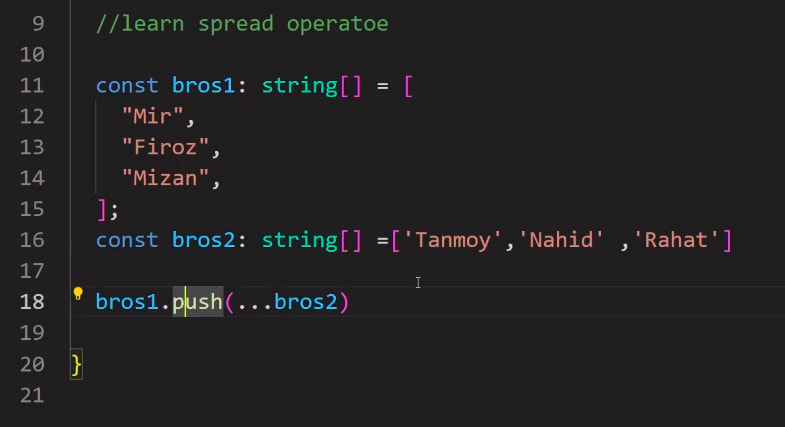 9 //learn spread operatoe
10
11 const bros1: string[] = [
12 "Mir",
13 "Firoz",
14 "Mizan",
15 ];
16 const bros2: string[] =['Tanmoy','Nahid' ,'Rahat']
17
18 bros1.push(...bros2)
19
20 }
21